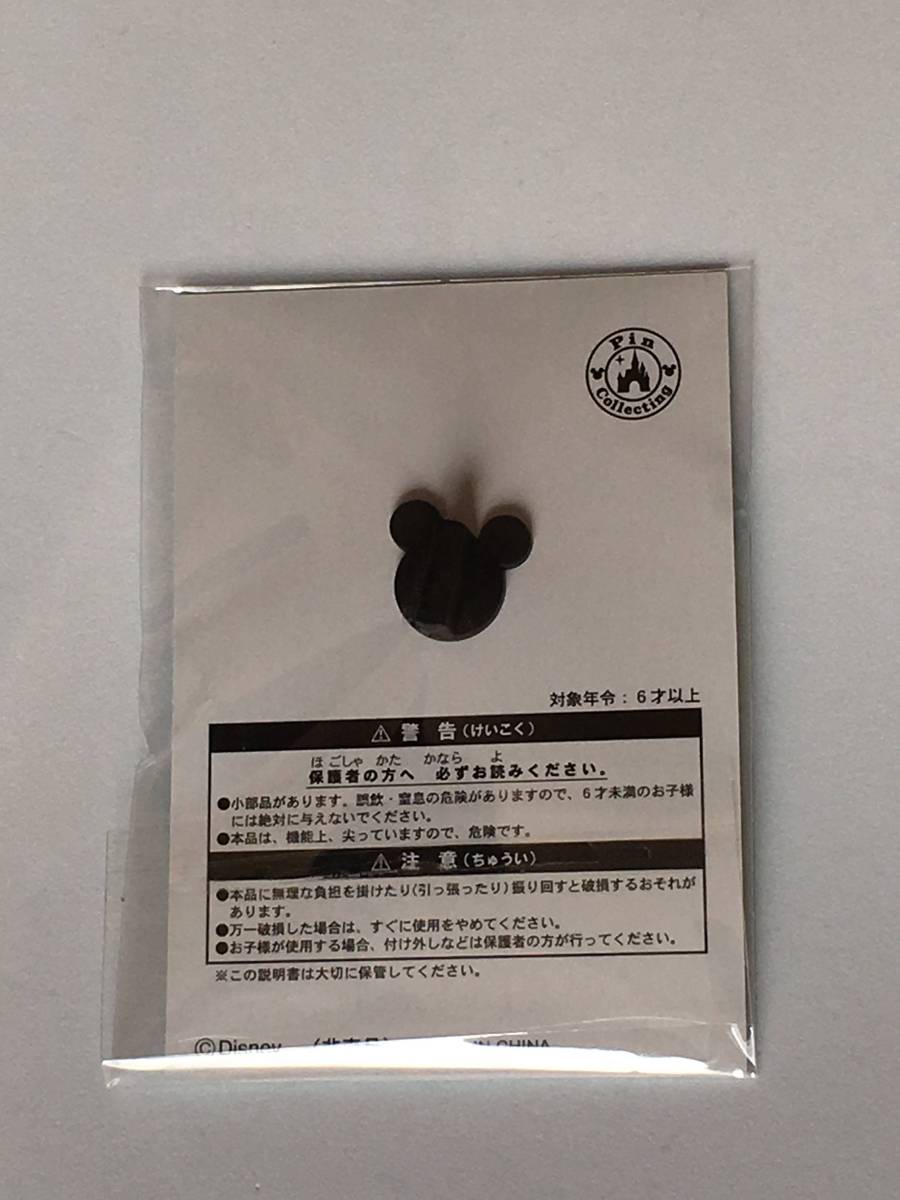 Pin
Collecting
対象年令：6才以上
⚠ 警 告（けいこく）
ほごしゃ かた かなら よ
保護者の方へ 必ずお読みください。
●小部品があります。誤飲・窒息の危険がありますので、6才未満のお子様
には絶対に与えないでください。
●本品は、機能上、尖っていますので、危険です。
⚠ 注 意（ちゅうい）
●本品に無理な負担を掛けたり（引っ張ったり）振り回すと破損するおそれが
あります。
●万一破損した場合は、すぐに使用をやめてください。
●お子様が使用する場合、付け外しなどは保護者の方が行ってください。
※この説明書は大切に保管してください。
©Disney IN CHINA